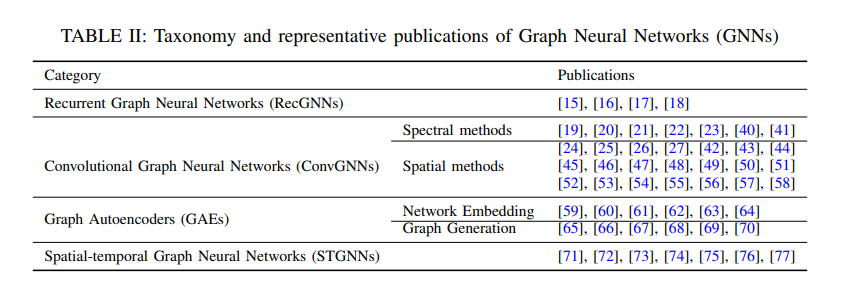 TABLE II: Taxonomy and representative publications of Graph Neural Networks (GNNs)
Category Publications
Recurrent Graph Neural Networks (RecGNNs) [15], [16], [17], [18]
Spectral methods [19], [20], [21], [22], [23], [40], [41]
[24], [25], [26], [27], [42], [43], [44]
Convolutional Graph Neural Networks (ConvGNNs) Spatial methods [45], [46], [47], [48], [49], [50], [51]
[52], [53], [54], [55], [56], [57], [58]
Graph Autoencoders (GAEs) Network Embedding [59], [60], [61], [62], [63], [64]
Graph Generation [65], [66], [67], [68], [69], [70]
Spatial-temporal Graph Neural Networks (STGNNs) [71], [72], [73], [74], [75], [76], [77]